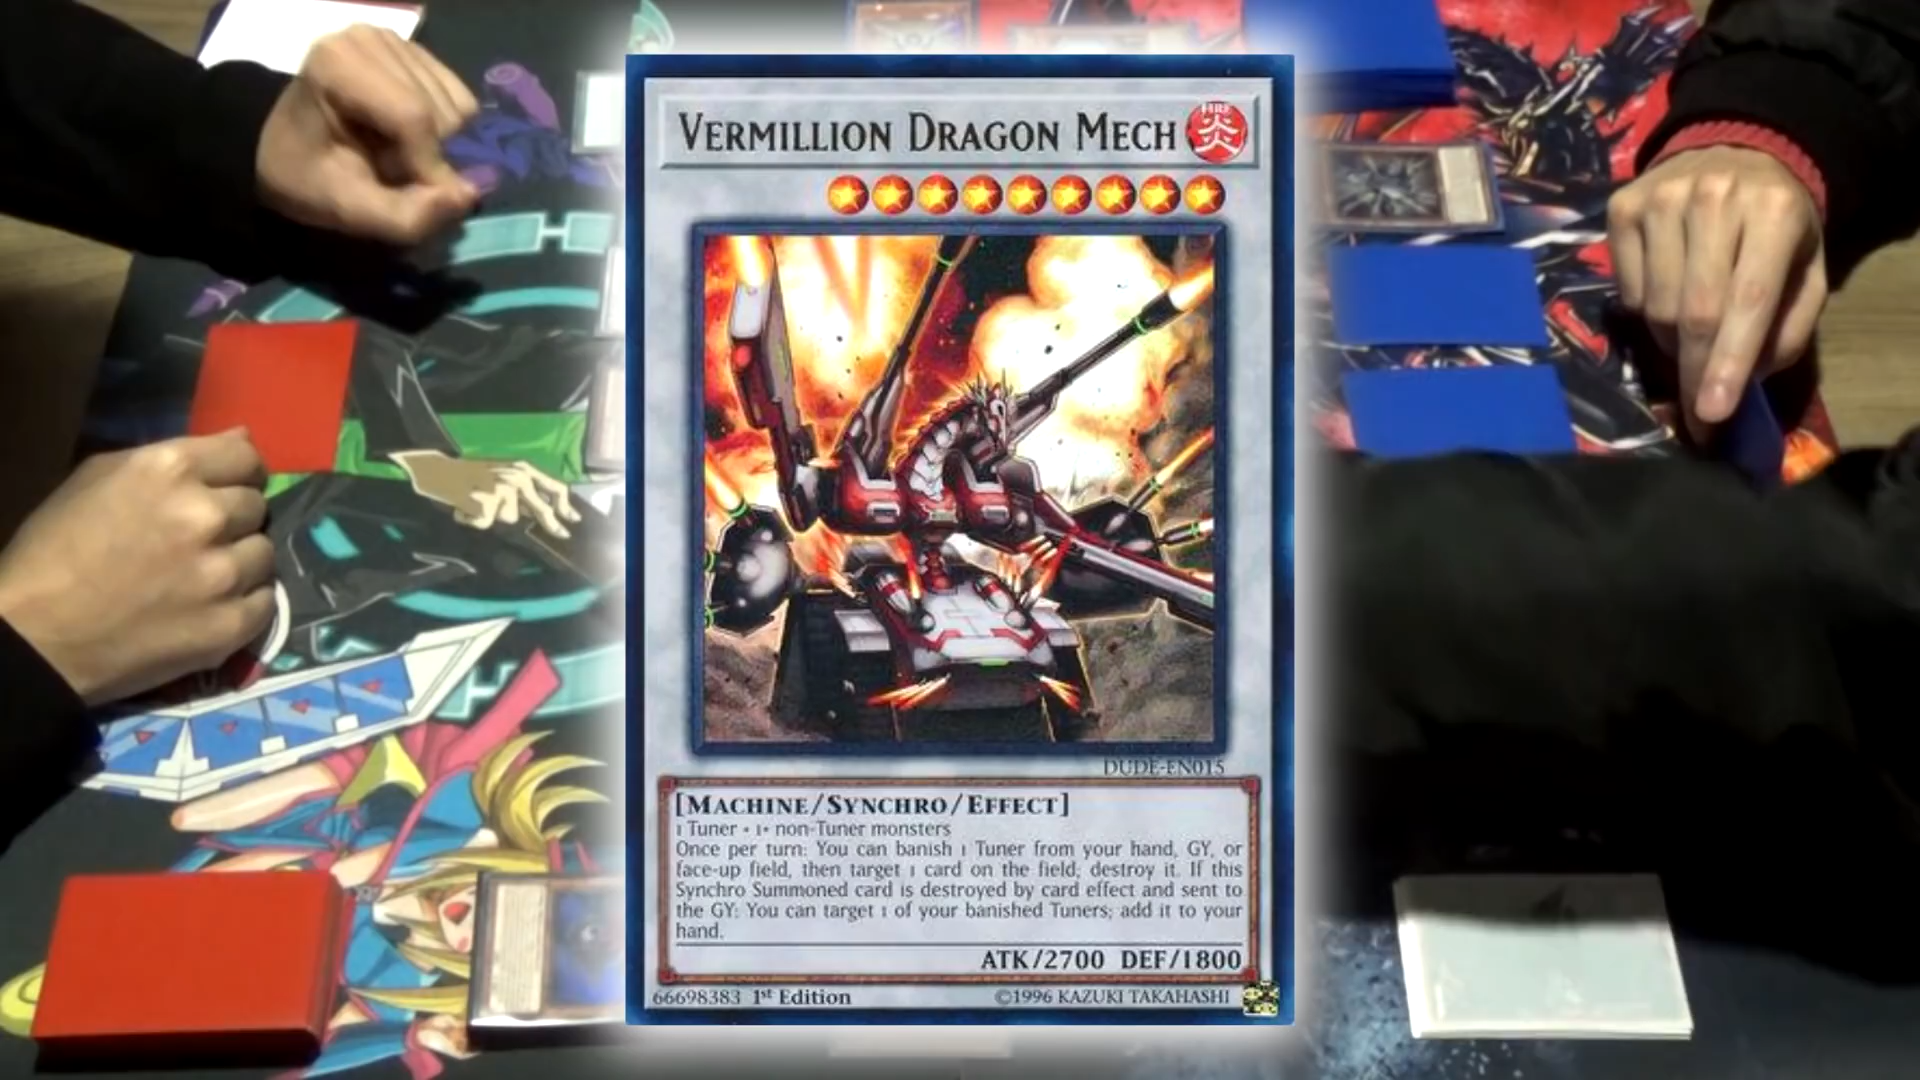 VERMILLION DRAGON MECH
FIRE
炎
DUDE-EN015
[MACHINE/SYNCHRO/EFFECT]
1 Tuner + 1+ non-Tuner monsters
Once per turn: You can banish 1 Tuner from your hand, GY, or
face-up field, then target 1 card on the field; destroy it. If this
Synchro Summoned card is destroyed by card effect and sent to
the GY: You can target 1 of your banished Tuners; add it to your
hand.
ATK/2700 DEF/1800
66698383 1st Edition
©1996 KAZUKI TAKAHASHI